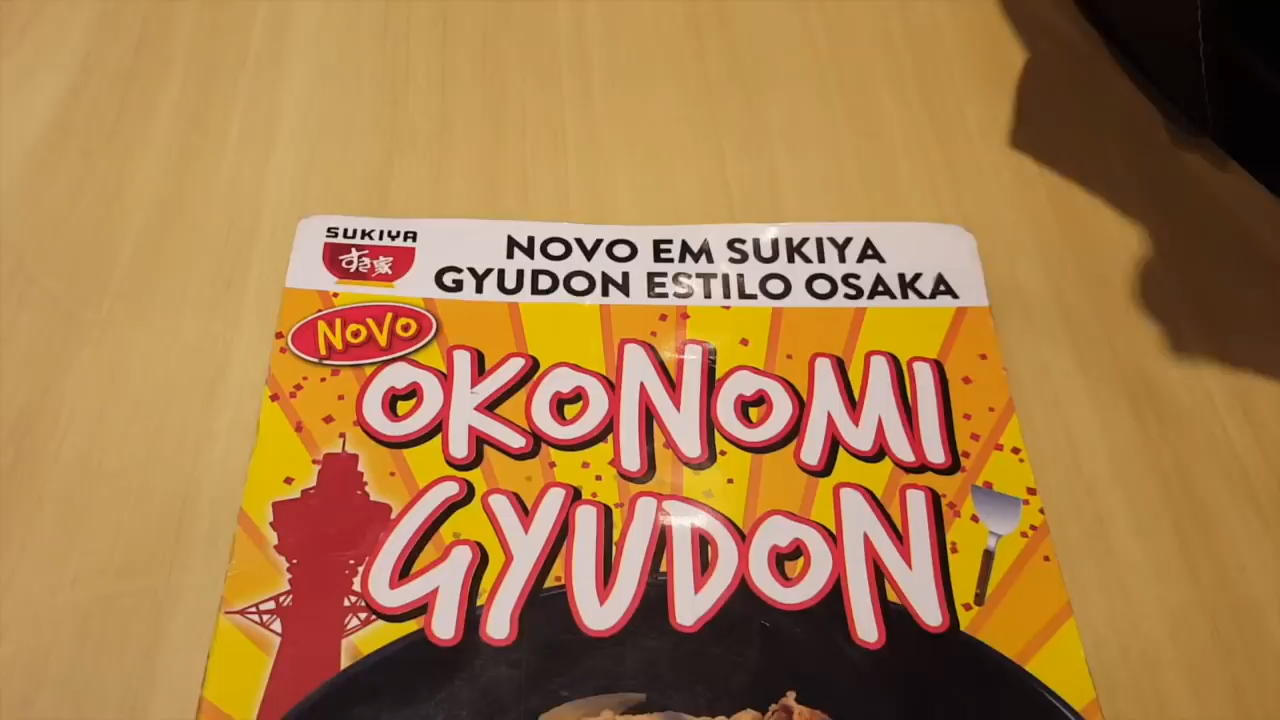 SUKIYA
すき家
NOVO EM SUKIYA
GYUDON ESTILO OSAKA
NOVO
OKONOMI
GYUDON